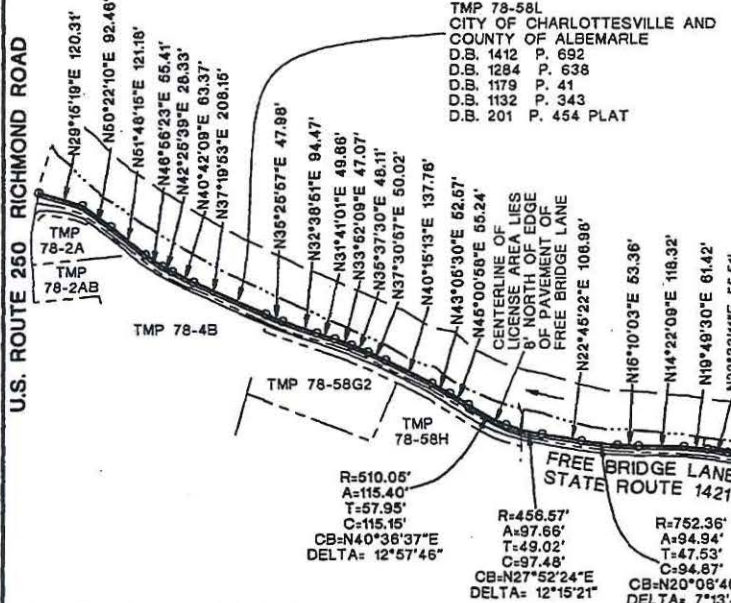 TMP 78-58L
CITY OF CHARLOTTESVILLE AND
COUNTY OF ALBEMARLE
D.B. 1412 P. 692
D.B. 1284 P. 638
D.B. 1179 P. 41
D.B. 1132 P. 343
D.B. 201 P. 454 PLAT
U.S. ROUTE 250 RICHMOND ROAD
N29°15'19"E 120.31'
N50°22'10"E 92.46'
N51°48'15"E 121.18'
N46°56'23"E 55.41'
N42°25'39"E 28.33'
N40°42'09"E 63.37'
N37°19'53"E 208.15'
N35°25'57"E 47.98'
N32°38'51"E 94.47'
N31°41'01"E 49.66'
N33°52'09"E 47.07'
N35°37'30"E 48.11'
N37°30'57"E 50.02'
N40°15'13"E 137.76'
N43°05'30"E 52.57'
N45°00'58"E 55.24'
CENTERLINE OF
LICENSE AREA LIES
8' NORTH OF EDGE
OF PAVEMENT OF
FREE BRIDGE LANE
N22°45'22"E 106.98'
N16°10'03"E 53.36'
N14°22'09"E 118.32'
N19°49'30"E 61.42'
TMP
78-2A
TMP
78-2AB
TMP 78-4B
TMP 78-58G2
TMP
78-58H
FREE BRIDGE LANE
STATE ROUTE 1421
R=510.05'
A=115.40'
T=57.95'
C=115.15'
CB=N40°36'37"E
DELTA= 12°57'46"
R=456.57'
A=97.66'
T=49.02'
C=97.48'
CB=N27°52'24"E
DELTA= 12°15'21"
R=752.36'
A=94.94'
T=47.53'
C=94.87'
CB=N20°08'46
DELTA= 7°13'